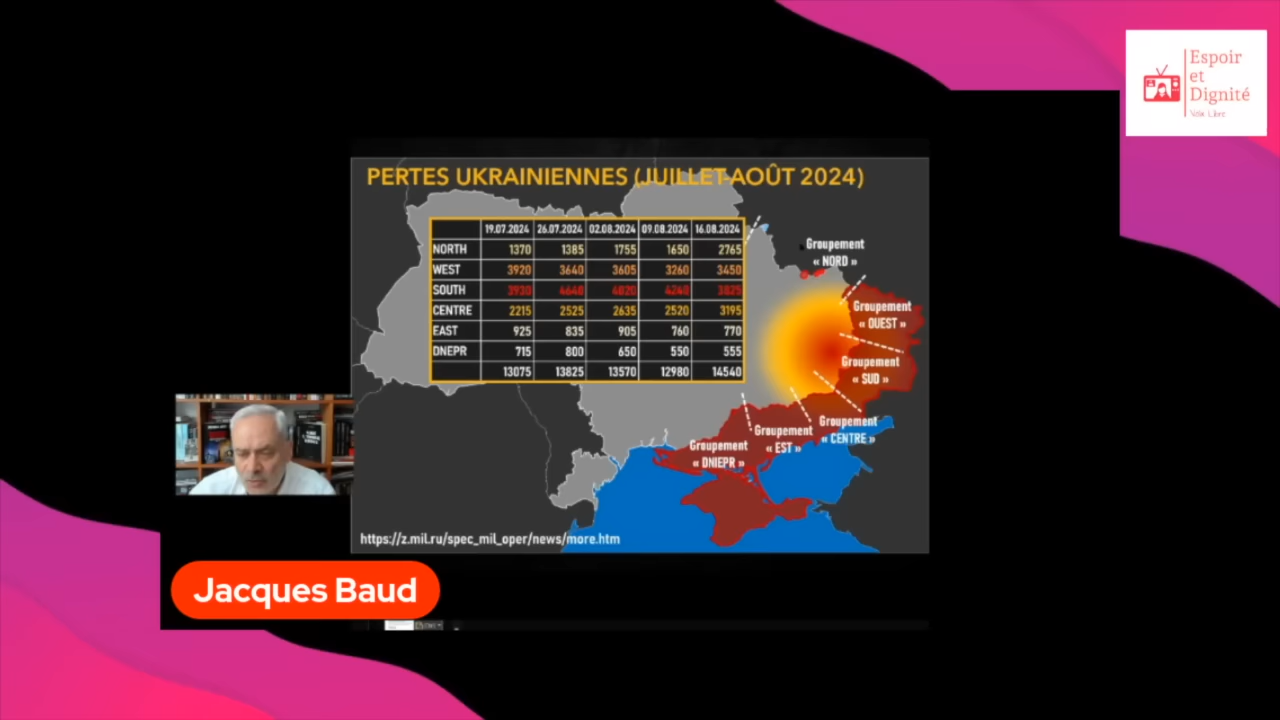 Espoir
et
Dignité
PERTES UKRAINIENNES (JUILLET-AOÛT 2024)
19.07.2024 26.07.2024 02.08.2024 09.08.2024 16.08.2024
NORTH 1370 1385 1755 1650 2765
WEST 3920 3640 3605 3260 3450
SOUTH 3930 4640 4020 4240 3825
CENTRE 2215 2525 2635 2520 3195
EAST 925 835 905 760 770
DNEPR 715 800 650 550 555
13075 13825 13570 12980 14540
Groupement
« NORD »
Groupement
« OUEST »
Groupement
« SUD »
Groupement
« CENTRE »
Groupement
« EST »
Groupement
« DNIEPR »
https://z.mil.ru/spec_mil_oper/news/more.htm
Jacques Baud